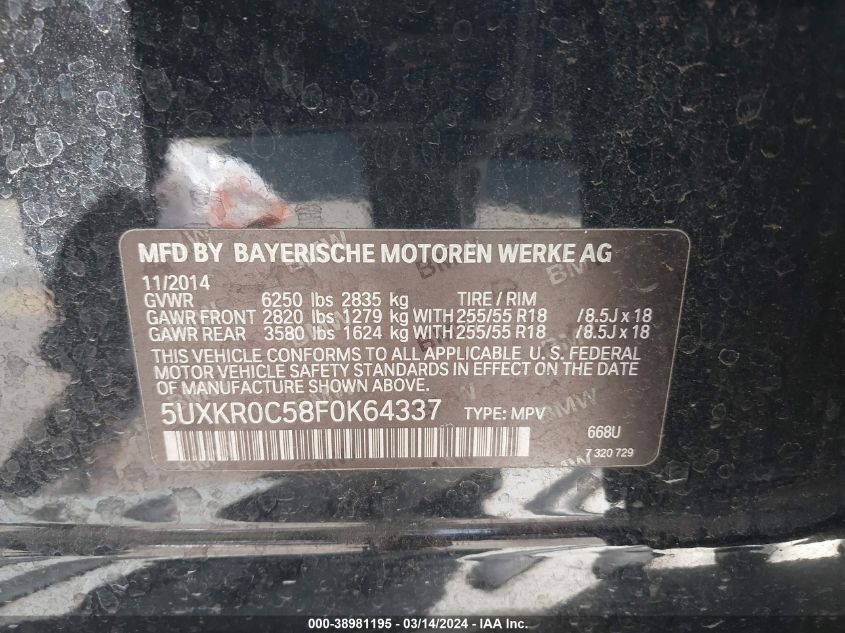 MFD BY BAYERISCHE MOTOREN WERKE AG
11/2014
GVWR 6250 lbs 2835 kg TIRE / RIM
GAWR FRONT 2820 lbs 1279 kg WITH 255/55 R18 /8.5J x 18
GAWR REAR 3580 lbs 1624 kg WITH 255/55 R18 /8.5J x 18
THIS VEHICLE CONFORMS TO ALL APPLICABLE U.S. FEDERAL
MOTOR VEHICLE SAFETY STANDARDS IN EFFECT ON THE DATE
OF MANUFACTURE SHOWN ABOVE.
5UXKR0C58F0K64337 TYPE: MPV
668U
7 320 729
000-38981195 - 03/14/2024 - IAA Inc.